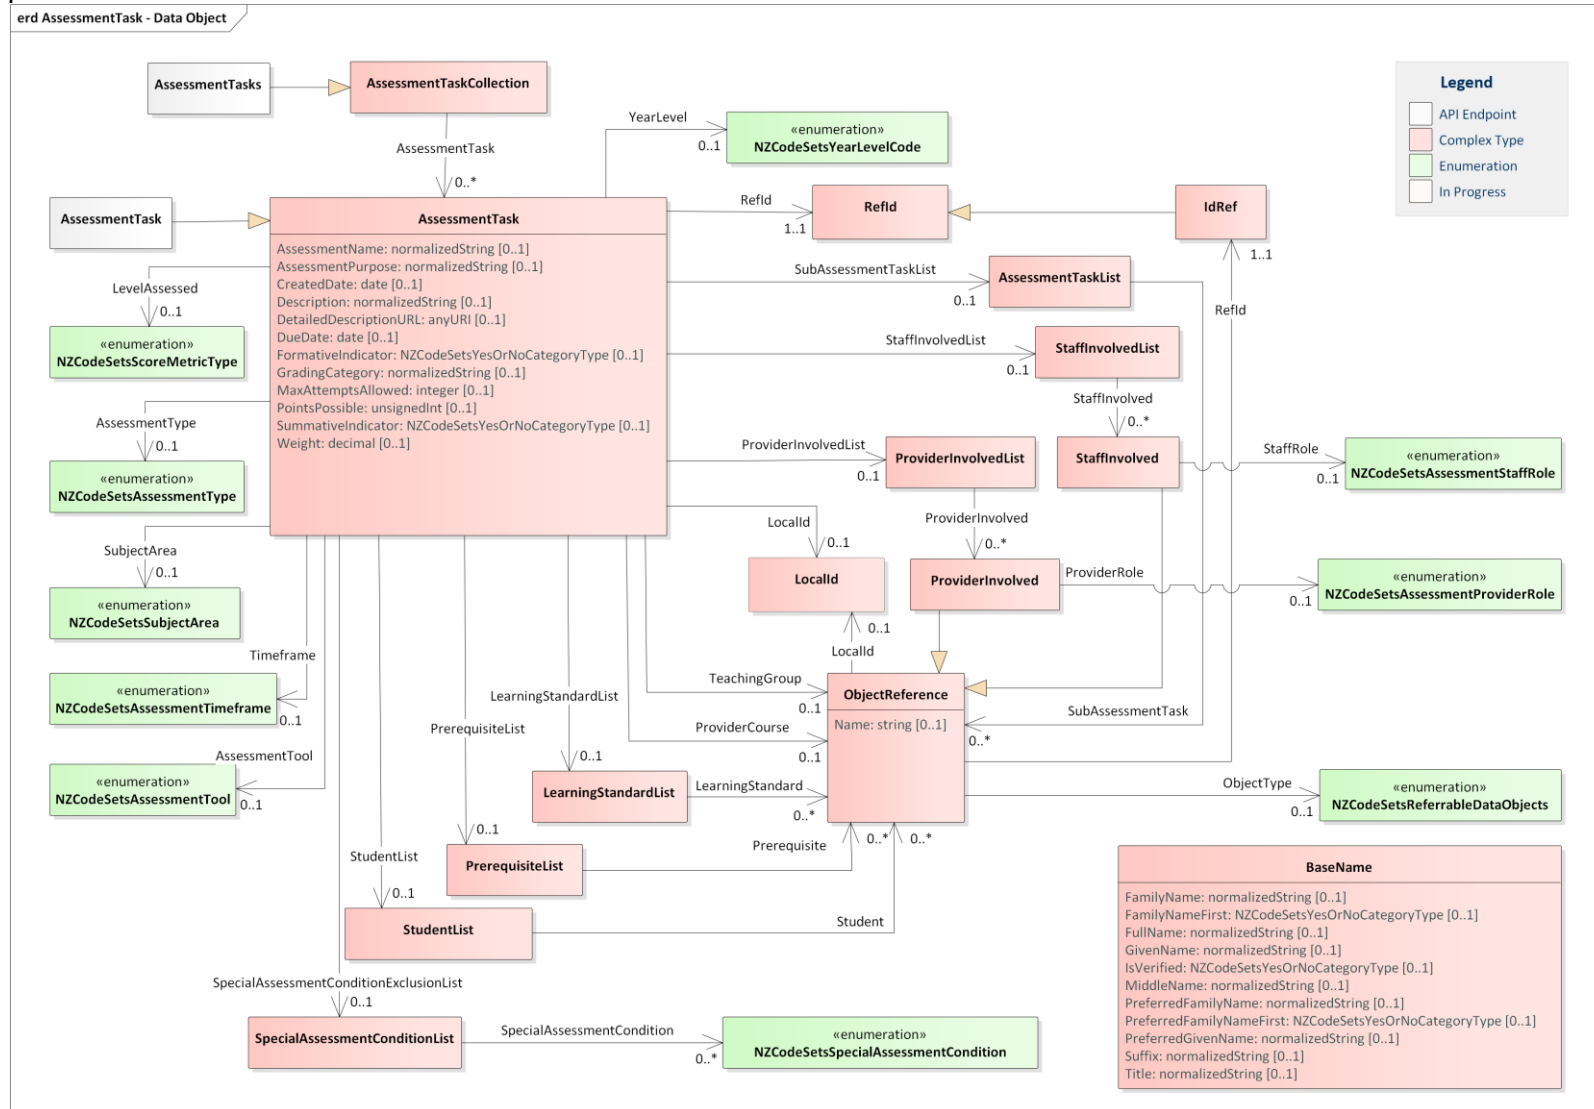 erd AssessmentTask - Data Object
AssessmentTasks
AssessmentTaskCollection
Legend
API Endpoint
Complex Type
Enumeration
In Progress
YearLevel
0..1
«enumeration»
NZCodeSetsYearLevelCode
AssessmentTask
0..*
AssessmentTask
AssessmentTask
AssessmentName: normalizedString [0..1]
AssessmentPurpose: normalizedString [0..1]
CreatedDate: date [0..1]
Description: normalizedString [0..1]
DetailedDescriptionURL: anyURI [0..1]
DueDate: date [0..1]
FormativeIndicator: NZCodeSetsYesOrNoCategoryType [0..1]
GradingCategory: normalizedString [0..1]
MaxAttemptsAllowed: integer [0..1]
PointsPossible: unsignedInt [0..1]
SummativeIndicator: NZCodeSetsYesOrNoCategoryType [0..1]
Weight: decimal [0..1]
RefId
1..1
RefId
IdRef
1..1
RefId
SubAssessmentTaskList
0..1
AssessmentTaskList
LevelAssessed
0..1
«enumeration»
NZCodeSetsScoreMetricType
StaffInvolvedList
0..1
StaffInvolvedList
StaffInvolved
0..*
StaffInvolved
StaffRole
0..1
«enumeration»
NZCodeSetsAssessmentStaffRole
AssessmentType
0..1
«enumeration»
NZCodeSetsAssessmentType
ProviderInvolvedList
0..1
ProviderInvolvedList
ProviderInvolved
0..*
ProviderInvolved
ProviderRole
0..1
«enumeration»
NZCodeSetsAssessmentProviderRole
LocalId
0..1
LocalId
0..1
LocalId
SubjectArea
0..1
«enumeration»
NZCodeSetsSubjectArea
Timeframe
0..1
«enumeration»
NZCodeSetsAssessmentTimeframe
TeachingGroup
0..1
ObjectReference
Name: string [0..1]
SubAssessmentTask
0..*
ProviderCourse
0..1
AssessmentTool
0..1
«enumeration»
NZCodeSetsAssessmentTool
LearningStandardList
0..1
LearningStandardList
LearningStandard
0..*
ObjectType
0..1
«enumeration»
NZCodeSetsReferrableDataObjects
PrerequisiteList
0..1
PrerequisiteList
Prerequisite
0..*
0..*
StudentList
0..1
StudentList
Student
SpecialAssessmentConditionExclusionList
0..1
SpecialAssessmentConditionList
SpecialAssessmentCondition
0..*
«enumeration»
NZCodeSetsSpecialAssessmentCondition
BaseName
FamilyName: normalizedString [0..1]
FamilyNameFirst: NZCodeSetsYesOrNoCategoryType [0..1]
FullName: normalizedString [0..1]
GivenName: normalizedString [0..1]
IsVerified: NZCodeSetsYesOrNoCategoryType [0..1]
MiddleName: normalizedString [0..1]
PreferredFamilyName: normalizedString [0..1]
PreferredFamilyNameFirst: NZCodeSetsYesOrNoCategoryType [0..1]
PreferredGivenName: normalizedString [0..1]
Suffix: normalizedString [0..1]
Title: normalizedString [0..1]